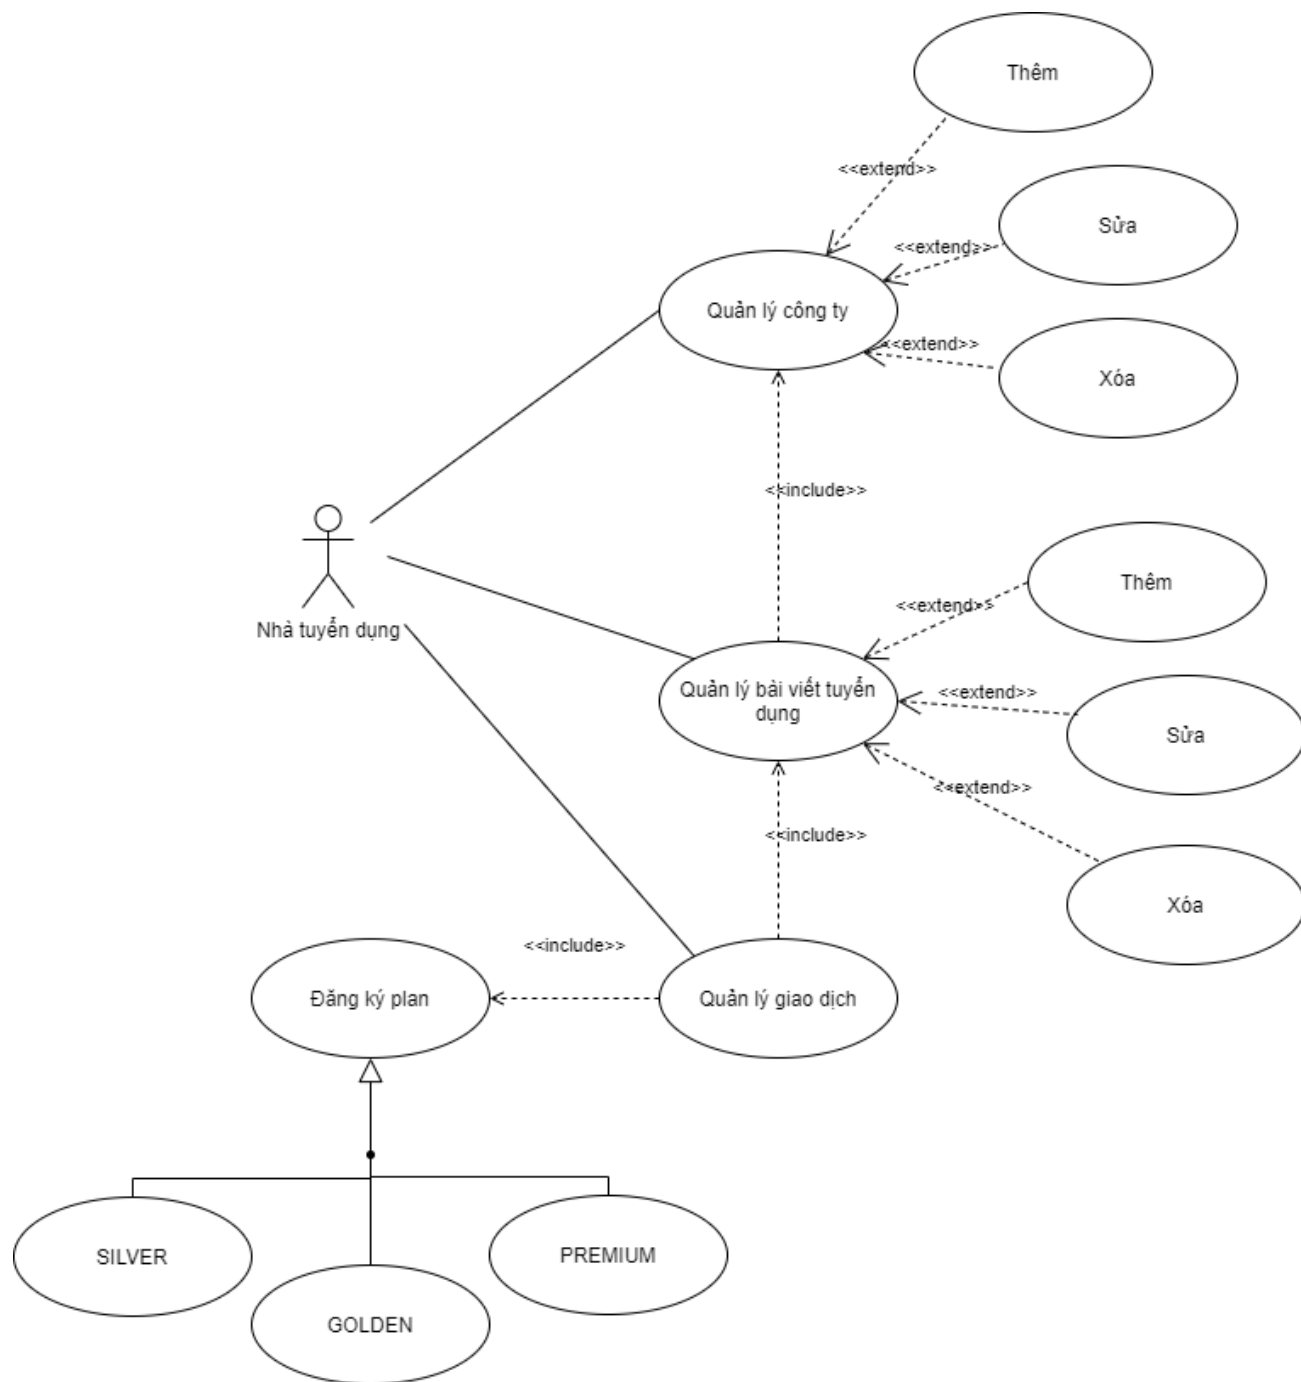 Thêm
<<extend>>
Sửa
<<extend>>
Quản lý công ty
<<extend>>
Xóa
<<include>>
Thêm
<<extend>>
Nhà tuyển dụng
Quản lý bài viết tuyển
dụng
<<extend>>
Sửa
<<extend>>
<<include>>
Xóa
<<include>>
Đăng ký plan
Quản lý giao dịch
SILVER
PREMIUM
GOLDEN